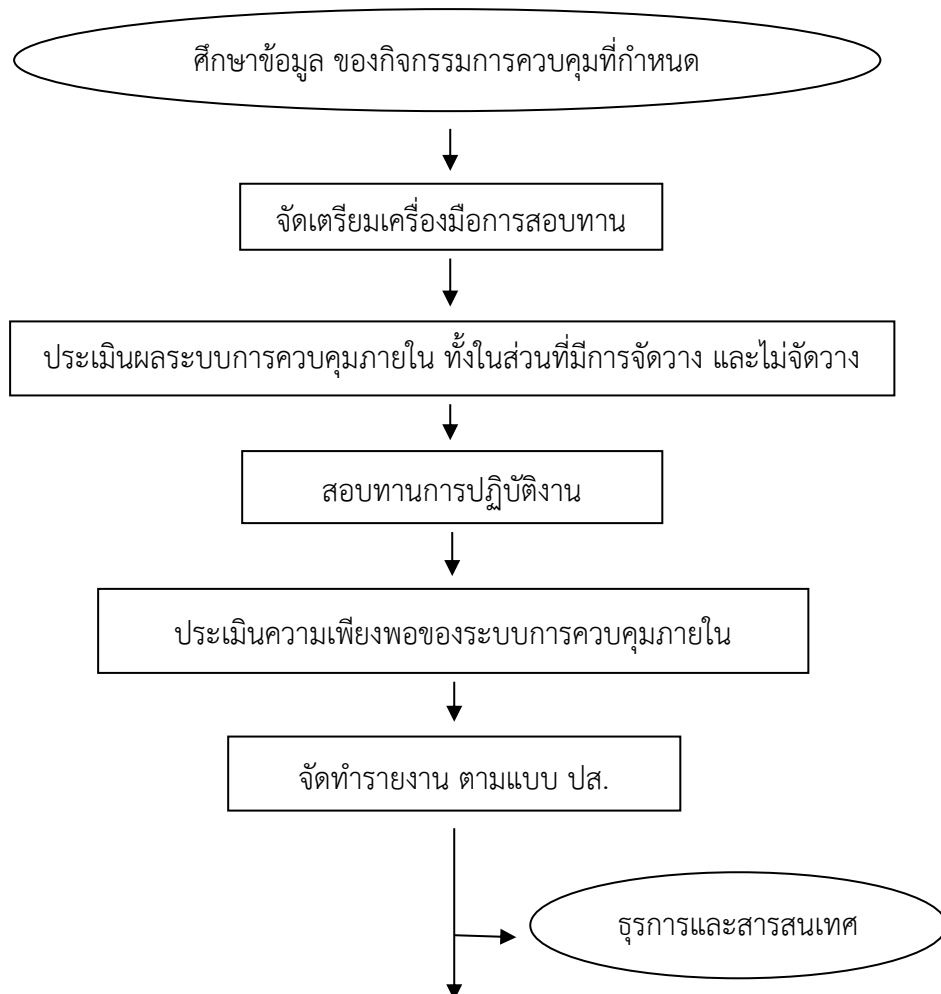 ศึกษาข้อมูล ของกิจกรรมการควบคุมที่กำหนด
จัดเตรียมเครื่องมือการสอบทาน
ประเมินผลระบบการควบคุมภายใน ทั้งในส่วนที่มีการจัดวาง และไม่จัดวาง
สอบทานการปฏิบัติงาน
ประเมินความเพียงพอของระบบการควบคุมภายใน
จัดทำรายงาน ตามแบบ ปส.
ธุรการและสารสนเทศ